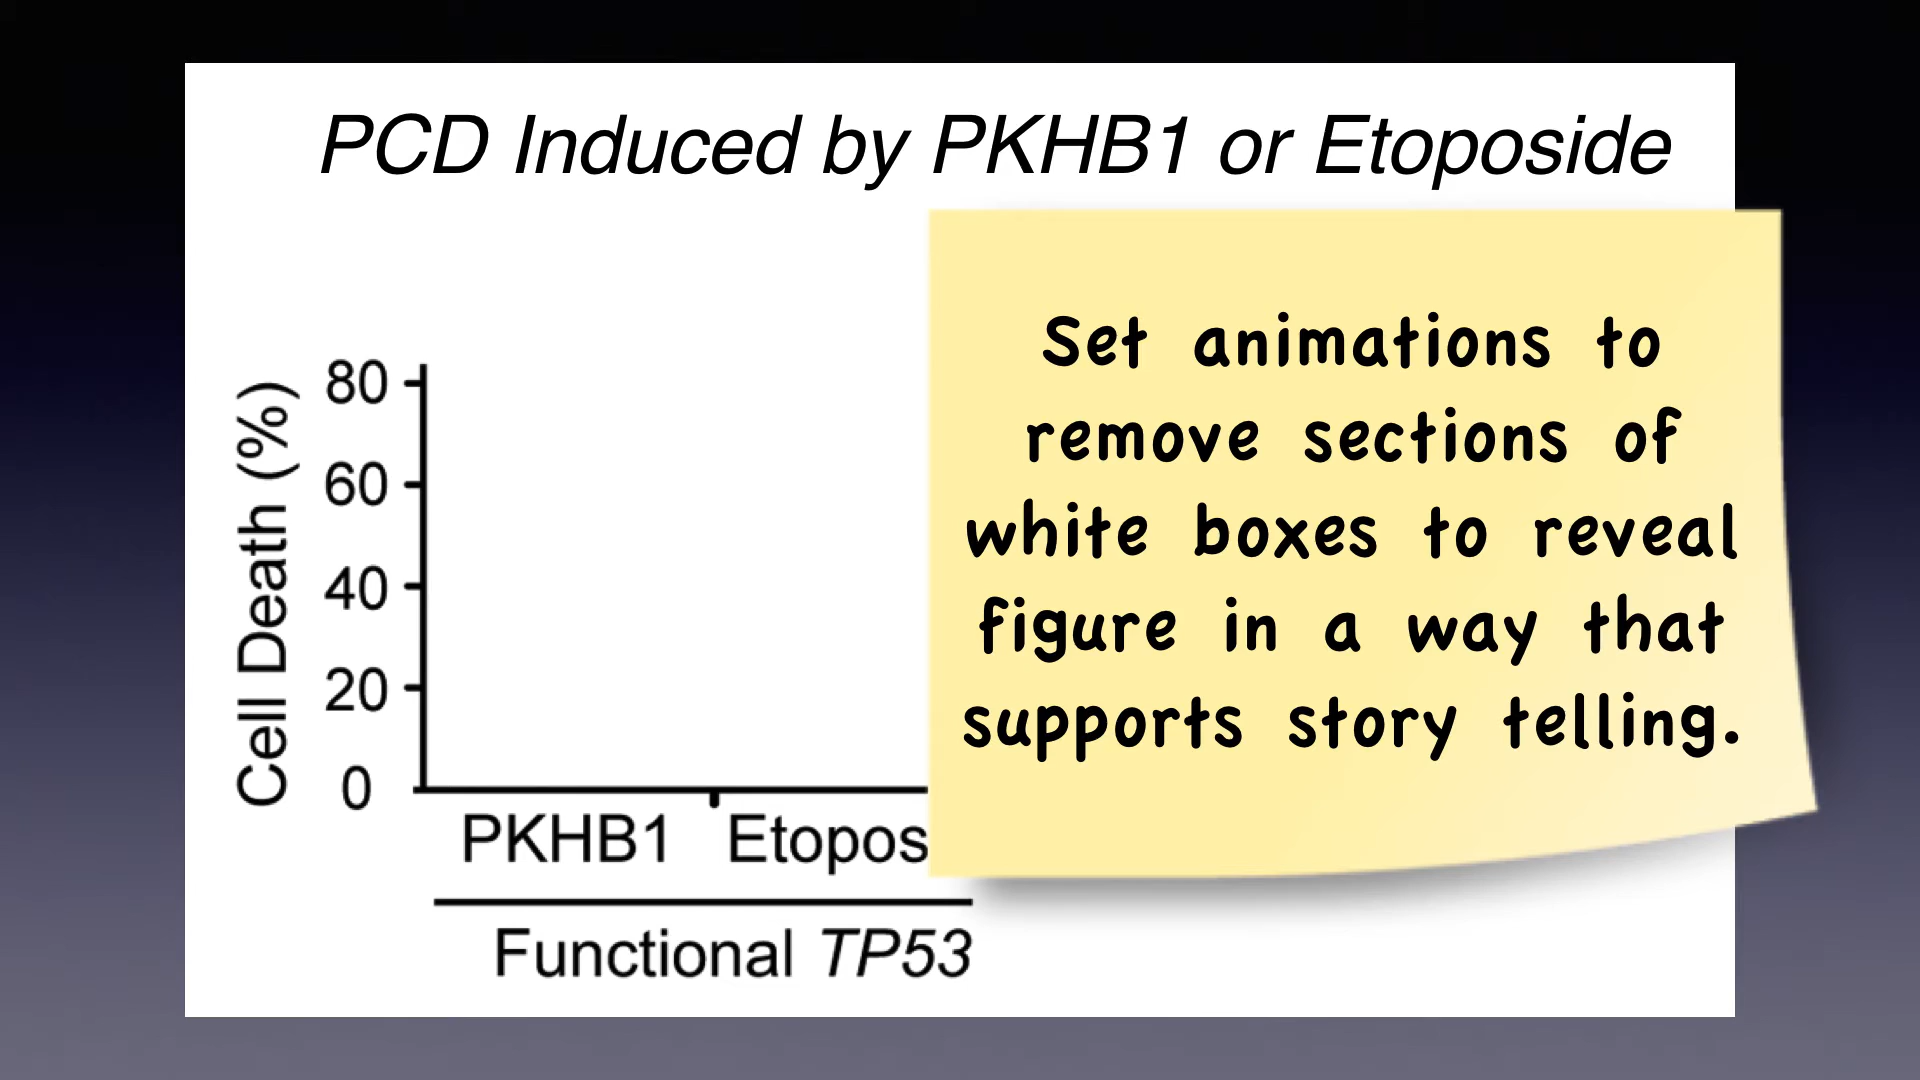 PCD Induced by PKHB1 or Etoposide
Cell Death (%)
80
60
40
20
0
PKHB1 Etopos
Functional TP53
Set animations to
remove sections of
white boxes to reveal
figure in a way that
supports story telling.